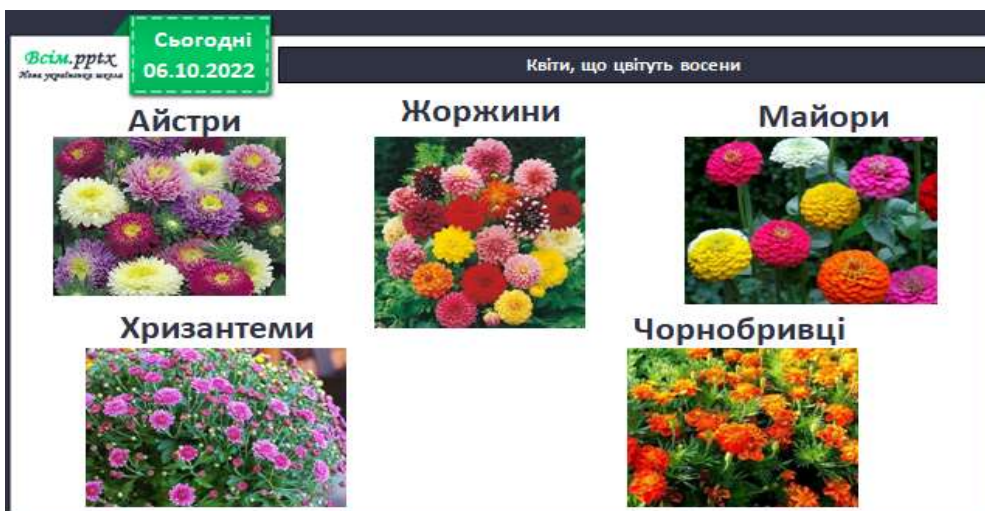 Всім.pptx
Нова українська школа
Сьогодні
06.10.2022
Квіти, що цвітуть восени
Айстри
Жоржини
Майори
Хризантеми
Чорнобривці